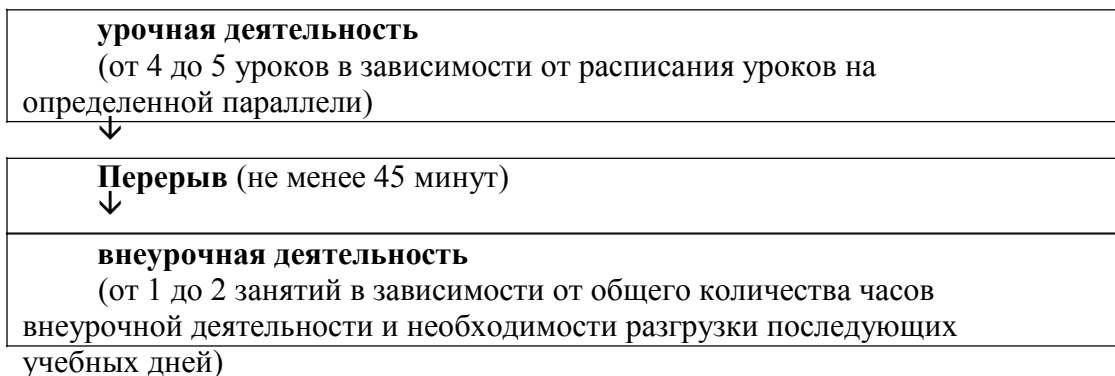 урочная деятельность
(от 4 до 5 уроков в зависимости от расписания уроков на
определенной параллели)
↓
Перерыв (не менее 45 минут)
↓
внеурочная деятельность
(от 1 до 2 занятий в зависимости от общего количества часов
внеурочной деятельности и необходимости разгрузки последующих
учебных дней)